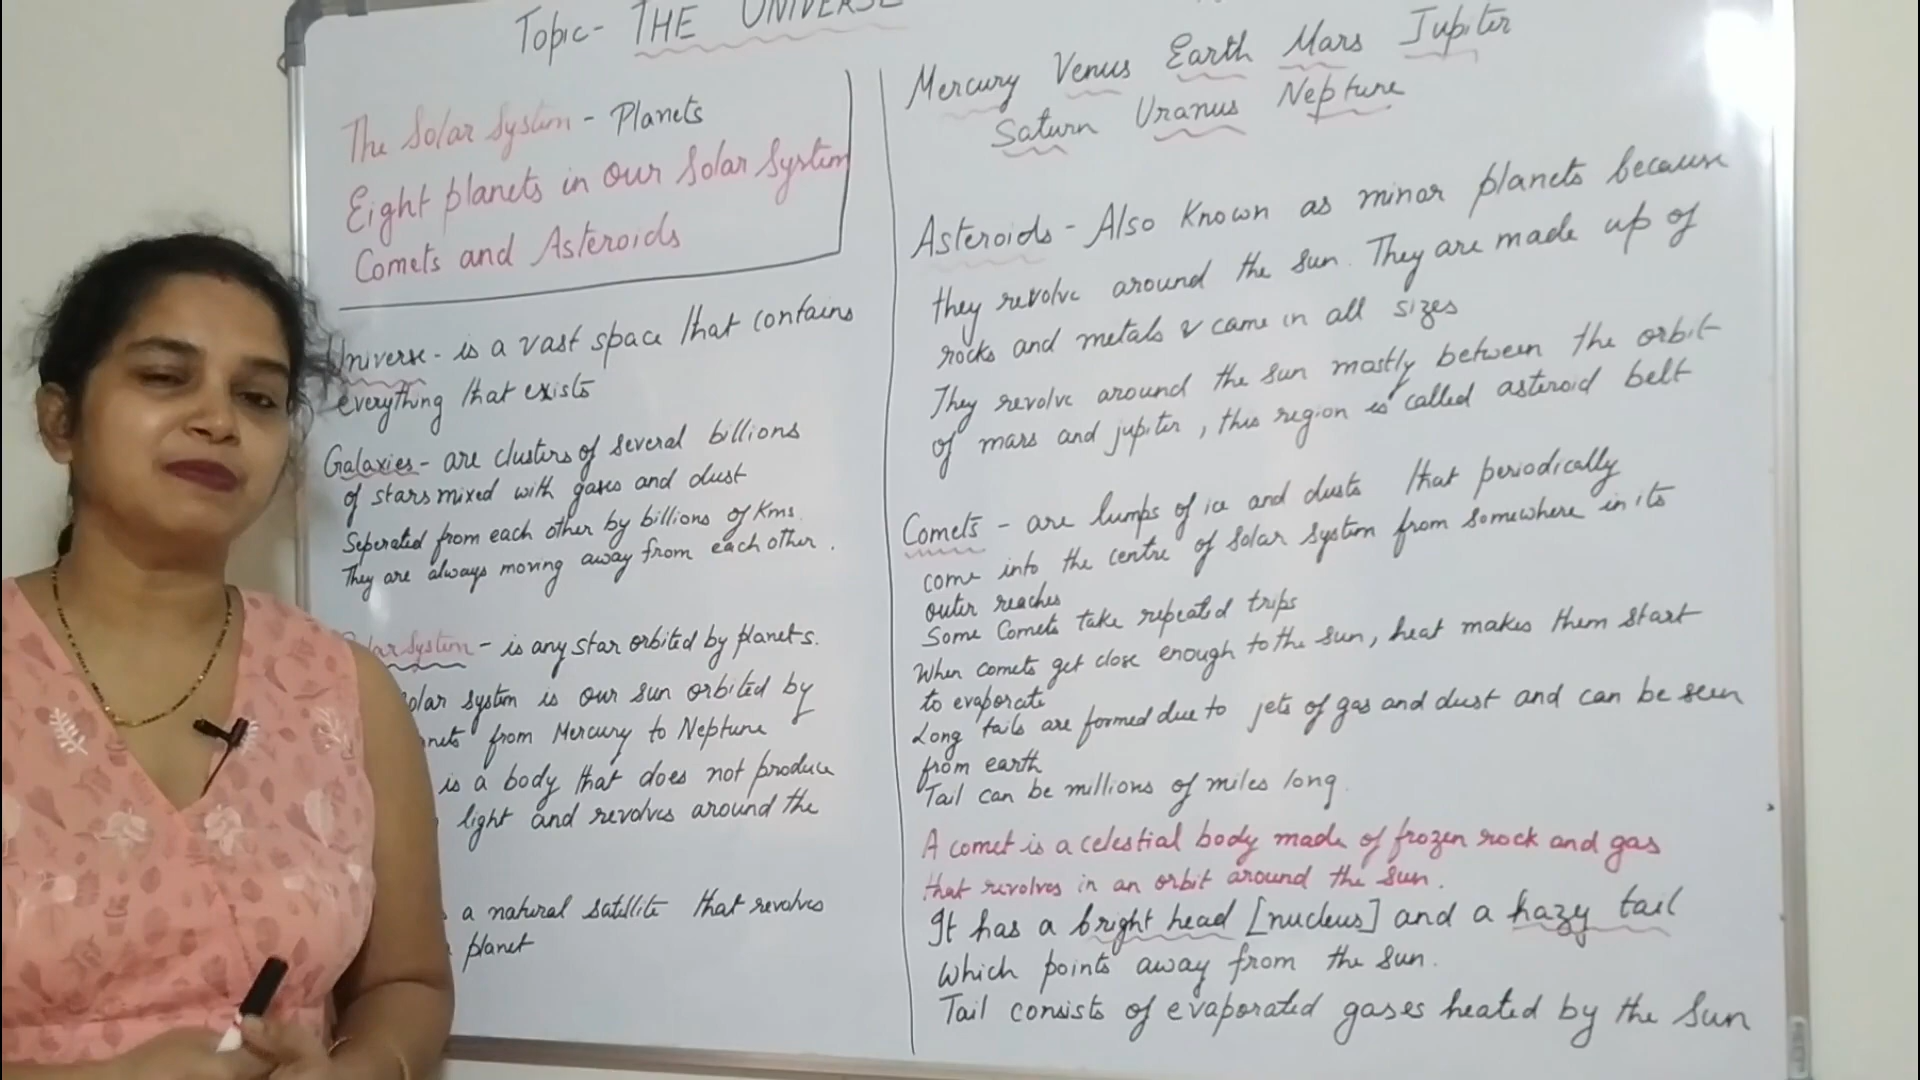 Topic- THE UNIVERSE
The Solar System - Planets
Eight planets in our Solar System
Comets and Asteroids
Universe - is a vast space that contains
everything that exists
Galaxies - are clusters of several billions
of stars mixed with gases and dust
Seperated from each other by billions of Kms.
They are always moving away from each other.
System - is any star orbited by planets.
system is our sun orbited by
from Mercury to Neptune
is a body that does not produce
light and revolves around the
a natural satellite that revolves
planet
Mercury Venus Earth Mars Jupiter
Saturn Uranus Neptune
Asteroids - Also Known as minor planets because
they revolve around the sun. They are made up of
rocks and metals & came in all sizes
They revolve around the sun mostly between the orbit
of mars and jupiter, this region is called asteroid belt
Comets - are lumps of ice and dusts that periodically
come into the centre of Solar System from somewhere in its
outer reaches
Some Comets take repeated trips
When comets get close enough to the sun, heat makes them start
to evaporate
Long tails are formed due to jets of gas and dust and can be seen
from earth
Tail can be millions of miles long.
A comet is a celestial body made of frozen rock and gas
that revolves in an orbit around the Sun.
It has a bright head [nucleus] and a hazy tail
which points away from the sun.
Tail consists of evaporated gases heated by the Sun